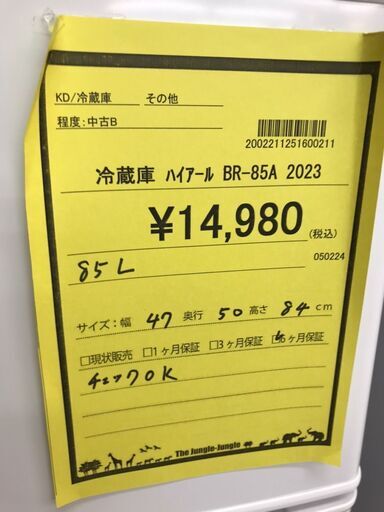 KD/冷蔵庫 その他
程度:中古B
2002211251600211
冷蔵庫 ﾊｲｱｰﾙ BR-85A 2023
¥14,980(税込)
050224
85L
サイズ:幅 47 奥行 50 高さ 84 cm
□現状販売 □1ヶ月保証 □3ヶ月保証 ☑6ヶ月保証
チェックOK
The Jungle-Jungle